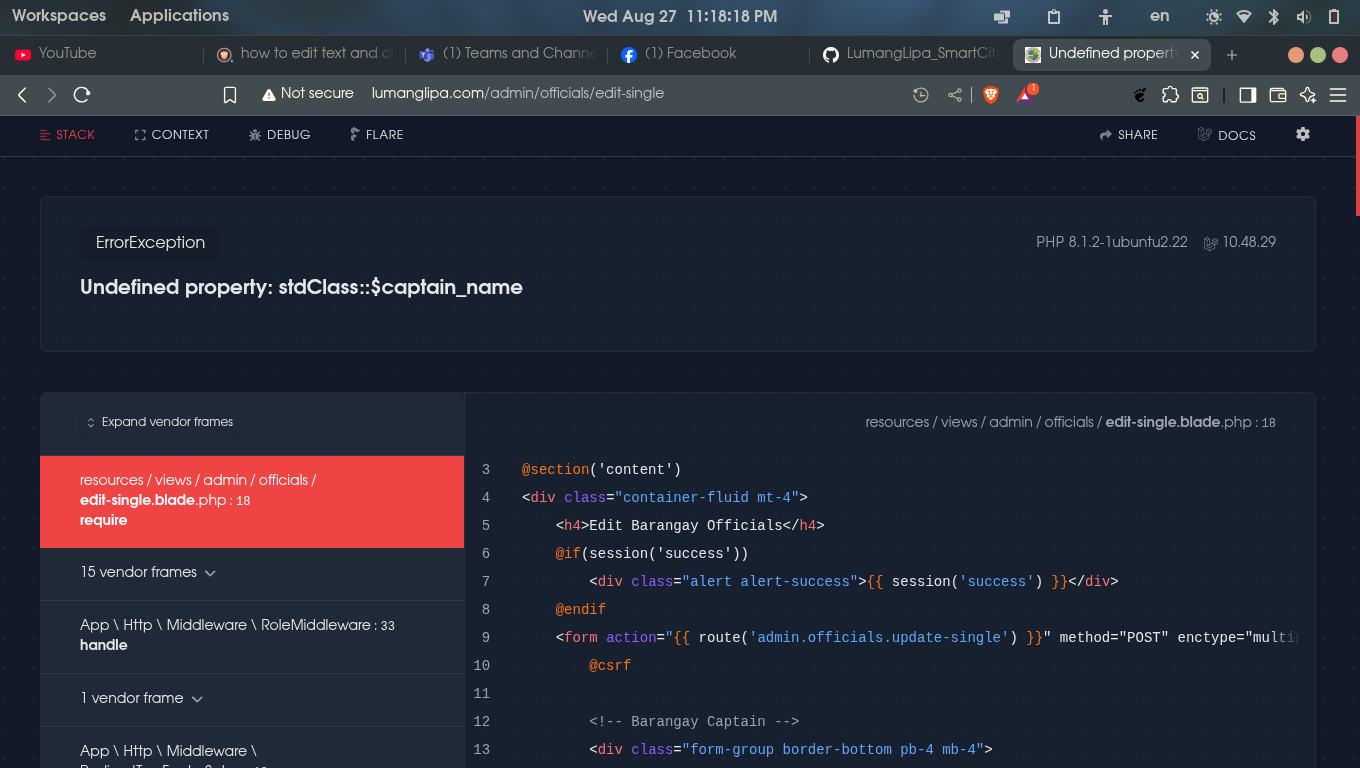 Workspaces Applications Wed Aug 27 11:18:18 PM en
YouTube how to edit text and c (1) Teams and Channe (1) Facebook LumangLipa_SmartCit Undefined propert
Not secure lumanglipa.com/admin/officials/edit-single 1
STACK CONTEXT DEBUG FLARE SHARE DOCS
ErrorException PHP 8.1.2-1ubuntu2.22 10.48.29
Undefined property: stdClass::$captain_name
Expand vendor frames
resources / views / admin / officials /
edit-single.blade.php : 18
require
15 vendor frames
App \ Http \ Middleware \ RoleMiddleware : 33
handle
1 vendor frame
App \ Http \ Middleware \
resources / views / admin / officials / edit-single.blade.php : 18
3 @section('content')
4 <div class="container-fluid mt-4">
5 <h4>Edit Barangay Officials</h4>
6 @if(session('success'))
7 <div class="alert alert-success">{{ session('success') }}</div>
8 @endif
9 <form action="{{ route('admin.officials.update-single') }}" method="POST" enctype="multip
10 @csrf
11
12 <!-- Barangay Captain -->
13 <div class="form-group border-bottom pb-4 mb-4">